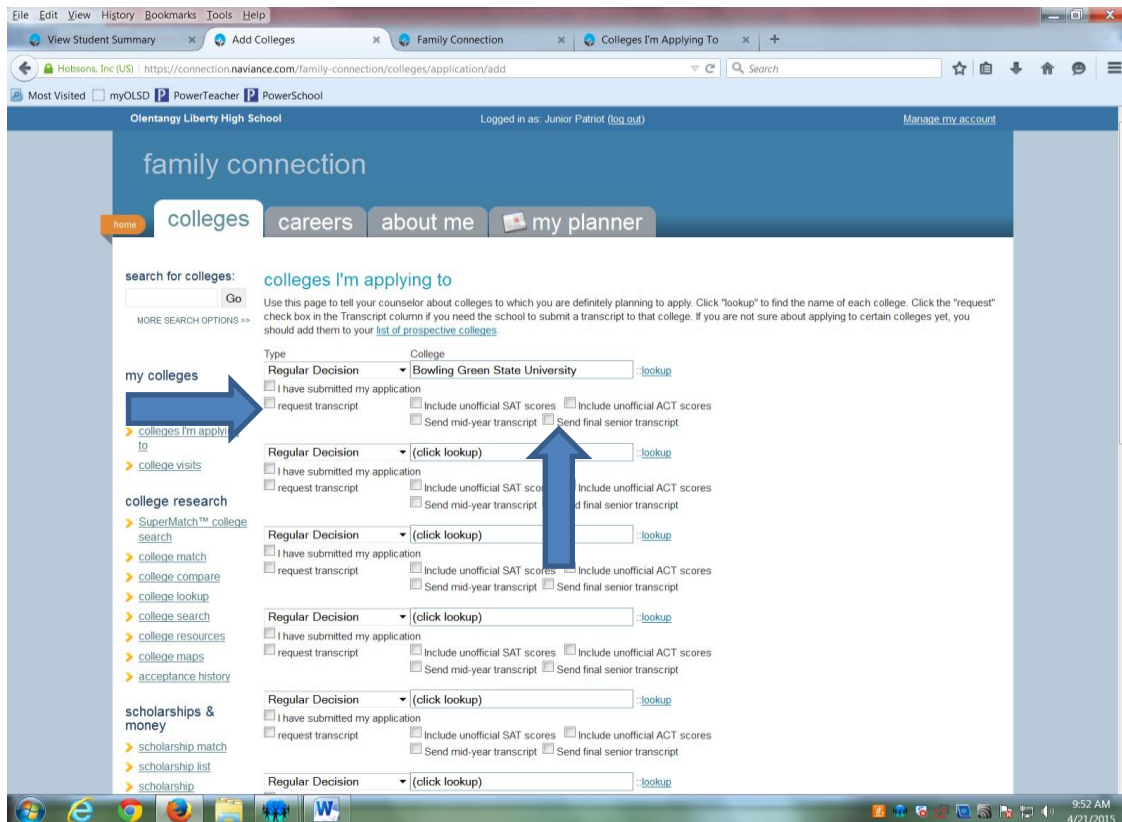 File Edit View History Bookmarks Tools Help
View Student Summary × Add Colleges × Family Connection × Colleges I'm Applying To × +
Hobsons, Inc (US) https://connection.naviance.com/family-connection/colleges/application/add Search
Most Visited myOLSD PowerTeacher PowerSchool
Olentangy Liberty High School Logged in as: Junior Patriot (log out) Manage my account
family connection
home colleges careers about me my planner
search for colleges:
Go
MORE SEARCH OPTIONS >>
my colleges
colleges I'm applying
to
college visits
college research
SuperMatch™ college
search
college match
college compare
college lookup
college search
college resources
college maps
acceptance history
scholarships &
money
scholarship match
scholarship list
scholarship
colleges I'm applying to
Use this page to tell your counselor about colleges to which you are definitely planning to apply. Click "lookup" to find the name of each college. Click the "request"
check box in the Transcript column if you need the school to submit a transcript to that college. If you are not sure about applying to certain colleges yet, you
should add them to your list of prospective colleges.
Type College
Regular Decision Bowling Green State University ::lookup
I have submitted my application
request transcript Include unofficial SAT scores Include unofficial ACT scores
Send mid-year transcript Send final senior transcript
Regular Decision (click lookup) ::lookup
I have submitted my application
request transcript Include unofficial SAT Include unofficial ACT scores
Send mid-year transcript final senior transcript
Regular Decision (click lookup) ::lookup
I have submitted my application
request transcript Include unofficial SAT scores Include unofficial ACT scores
Send mid-year transcript Send final senior transcript
Regular Decision (click lookup) ::lookup
I have submitted my application
request transcript Include unofficial SAT scores Include unofficial ACT scores
Send mid-year transcript Send final senior transcript
Regular Decision (click lookup) ::lookup
I have submitted my application
request transcript Include unofficial SAT scores Include unofficial ACT scores
Send mid-year transcript Send final senior transcript
Regular Decision (click lookup) ::lookup
9:52 AM
4/21/2015